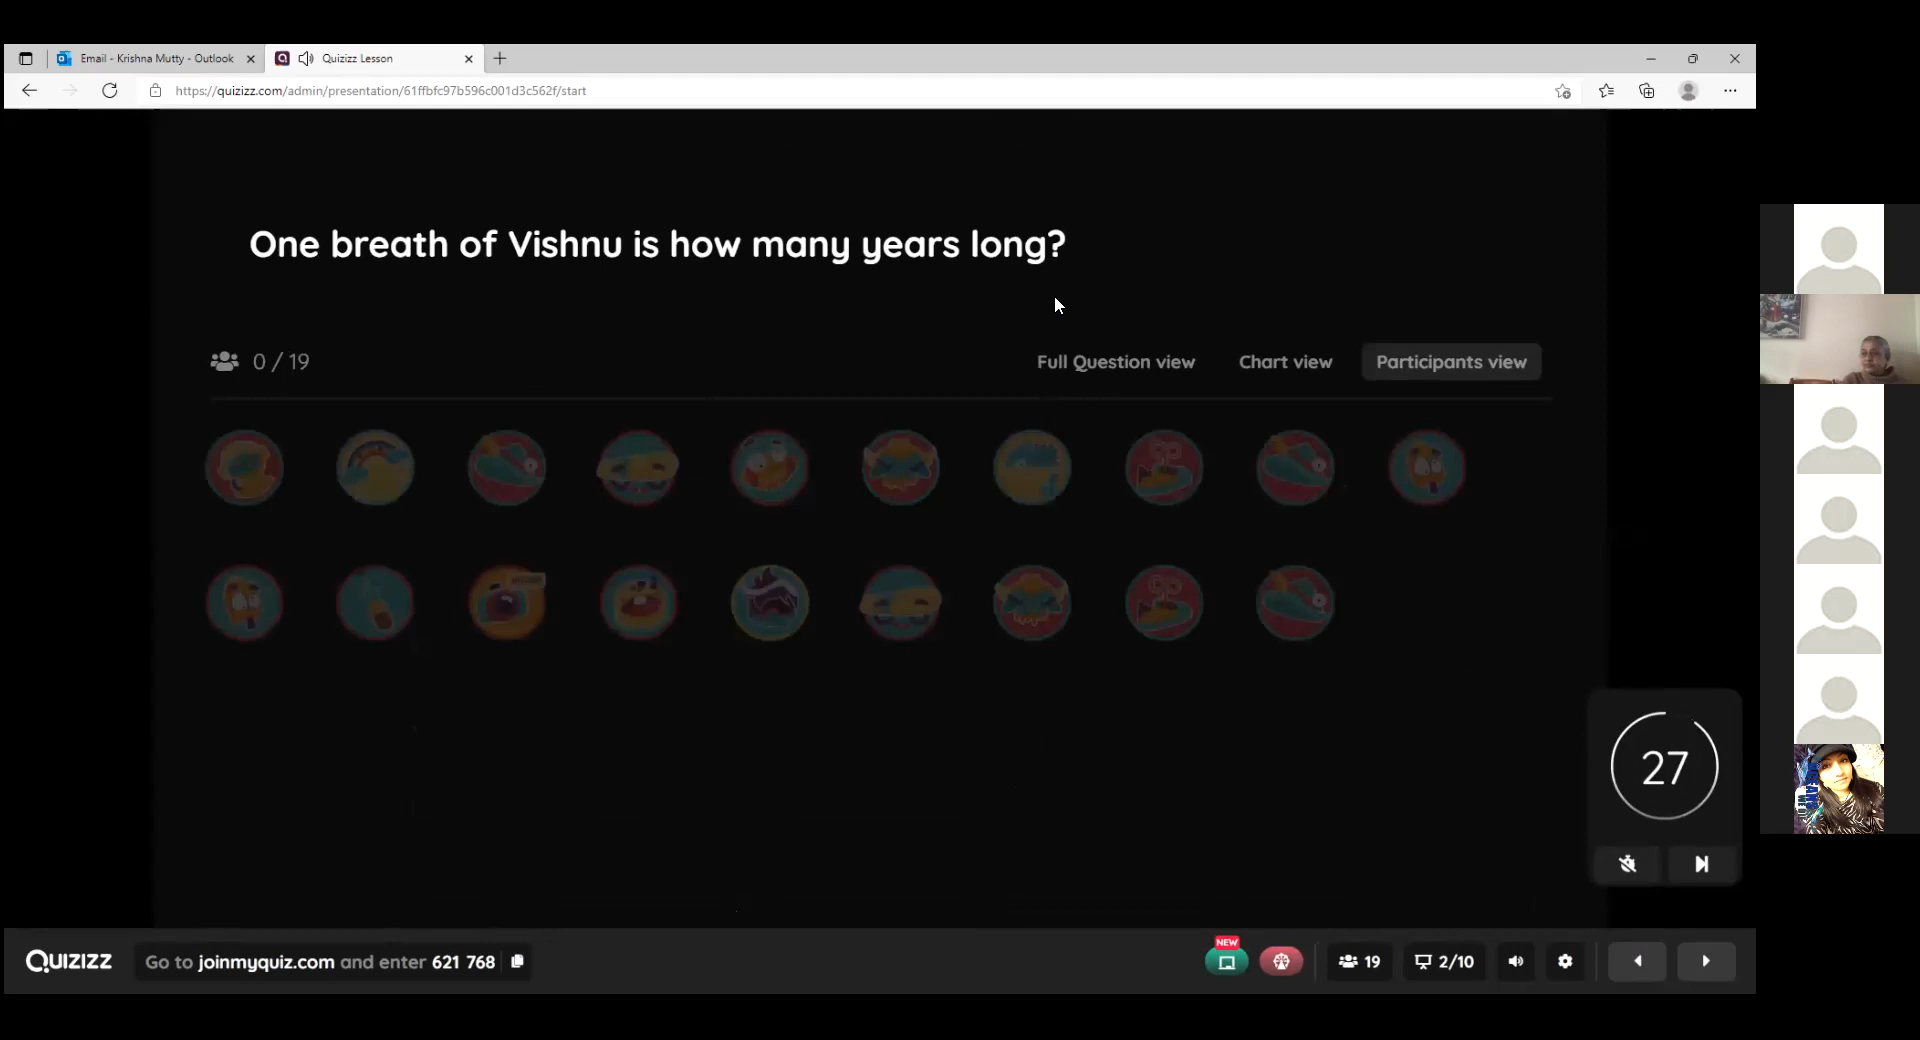 Email - Krishna Mutty - Outlook
Quizizz Lesson
https://quizizz.com/admin/presentation/61ffbfc97b596c001d3c562f/start
One breath of Vishnu is how many years long?
0 / 19
Full Question view
Chart view
Participants view
27
NEW
QUIZIZZ
Go to joinmyquiz.com and enter 621 768
19
2/10